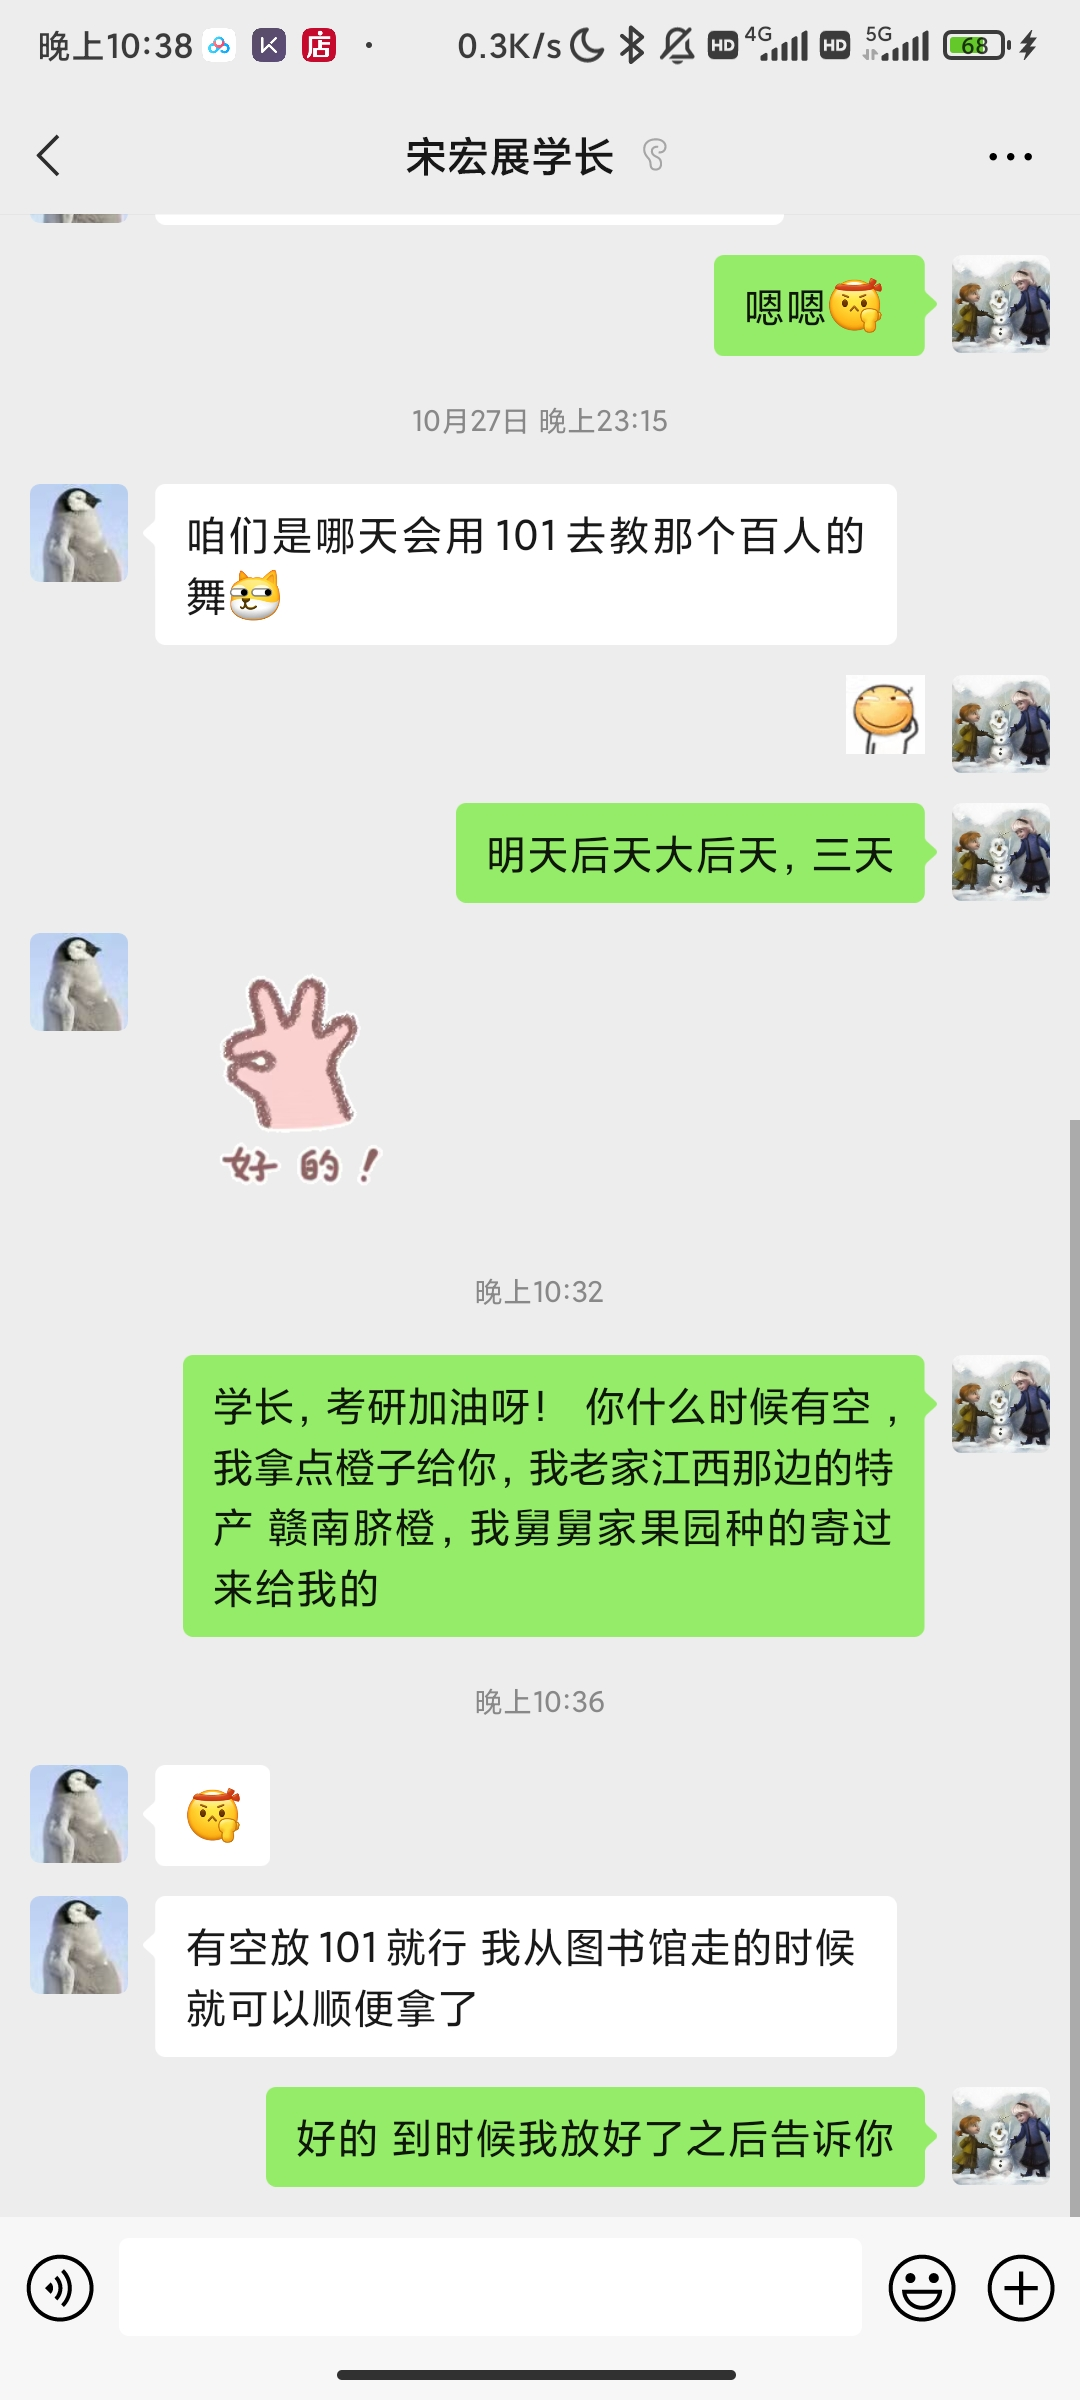 晚上10:38 店 · 0.3K/s HD 4G HD 5G 68
宋宏展学长
嗯嗯
10月27日 晚上23:15
咱们是哪天会用101去教那个百人的
舞
明天后天大后天，三天
好的！
晚上10:32
学长，考研加油呀！ 你什么时候有空，
我拿点橙子给你，我老家江西那边的特
产 赣南脐橙，我舅舅家果园种的寄过
来给我的
晚上10:36
有空放101就行 我从图书馆走的时候
就可以顺便拿了
好的 到时候我放好了之后告诉你